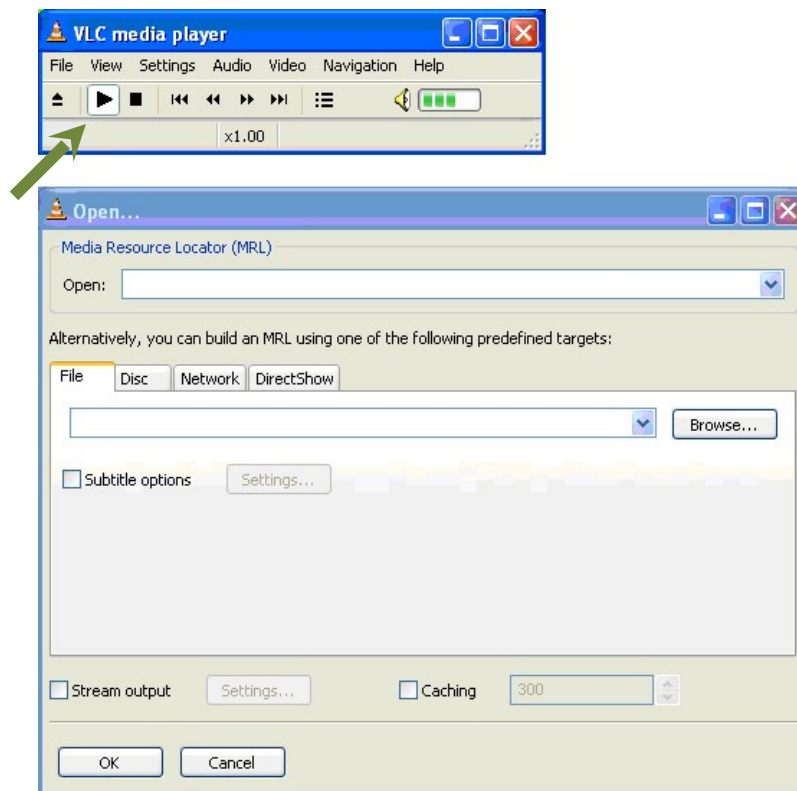 VLC media player
File View Settings Audio Video Navigation Help
x1.00
Open...
Media Resource Locator (MRL)
Open:
Alternatively, you can build an MRL using one of the following predefined targets:
File Disc Network DirectShow
Browse...
Subtitle options Settings...
Stream output Settings... Caching 300
OK Cancel